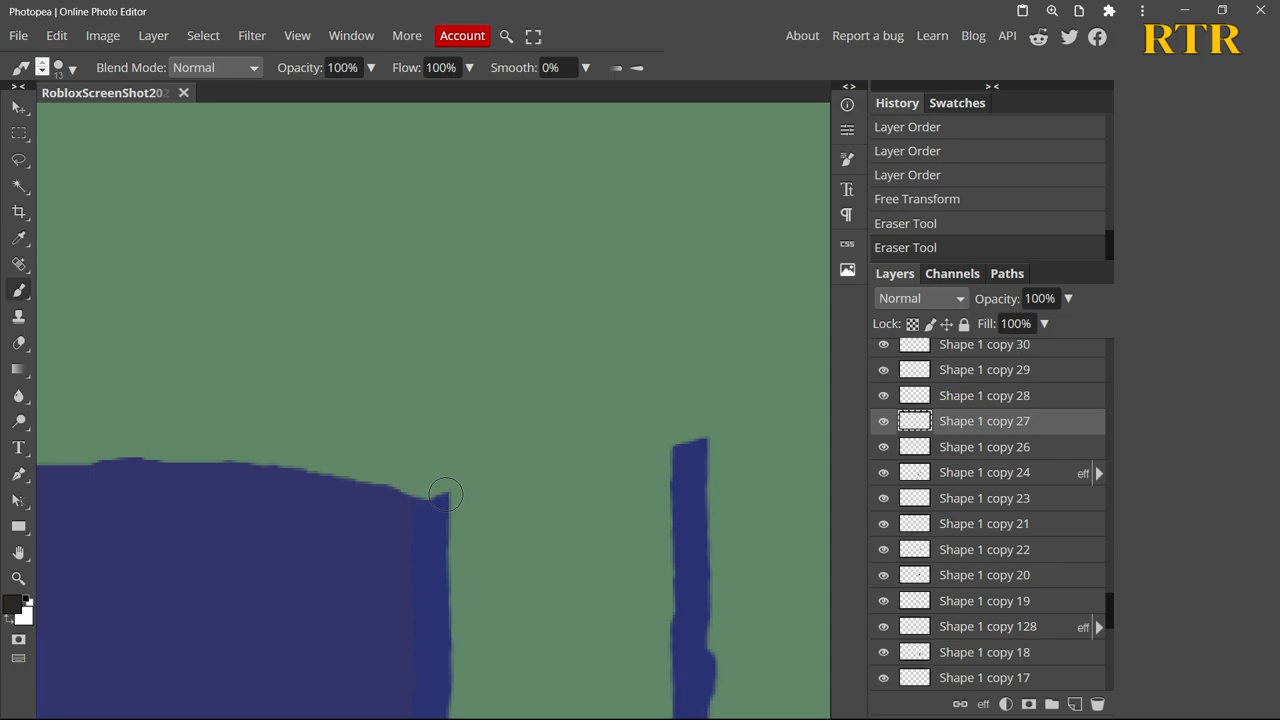 Photopea | Online Photo Editor
File Edit Image Layer Select Filter View Window More Account
About Report a bug Learn Blog API
RTR
13 Blend Mode: Normal Opacity: 100% Flow: 100% Smooth: 0%
RobloxScreenShot202
History Swatches
Layer Order
Layer Order
Layer Order
Free Transform
Eraser Tool
Eraser Tool
Layers Channels Paths
Normal Opacity: 100%
Lock: Fill: 100%
Shape 1 copy 30
Shape 1 copy 29
Shape 1 copy 28
Shape 1 copy 27
Shape 1 copy 26
Shape 1 copy 24 eff
Shape 1 copy 23
Shape 1 copy 21
Shape 1 copy 22
Shape 1 copy 20
Shape 1 copy 19
Shape 1 copy 128 eff
Shape 1 copy 18
Shape 1 copy 17
eff
CSS